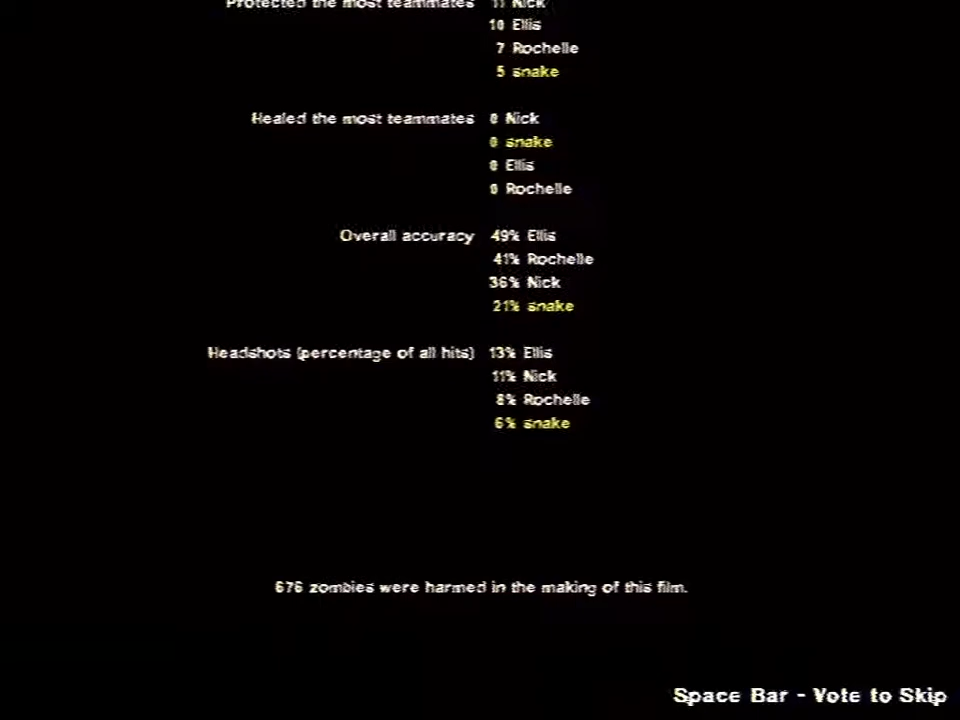 Protected the most teammates 11 Nick
10 Ellis
7 Rochelle
5 snake
Healed the most teammates 0 Nick
0 snake
0 Ellis
0 Rochelle
Overall accuracy 49% Ellis
41% Rochelle
36% Nick
21% snake
Headshots (percentage of all hits) 13% Ellis
11% Nick
8% Rochelle
6% snake
676 zombies were harmed in the making of this film.
Space Bar - Vote to Skip